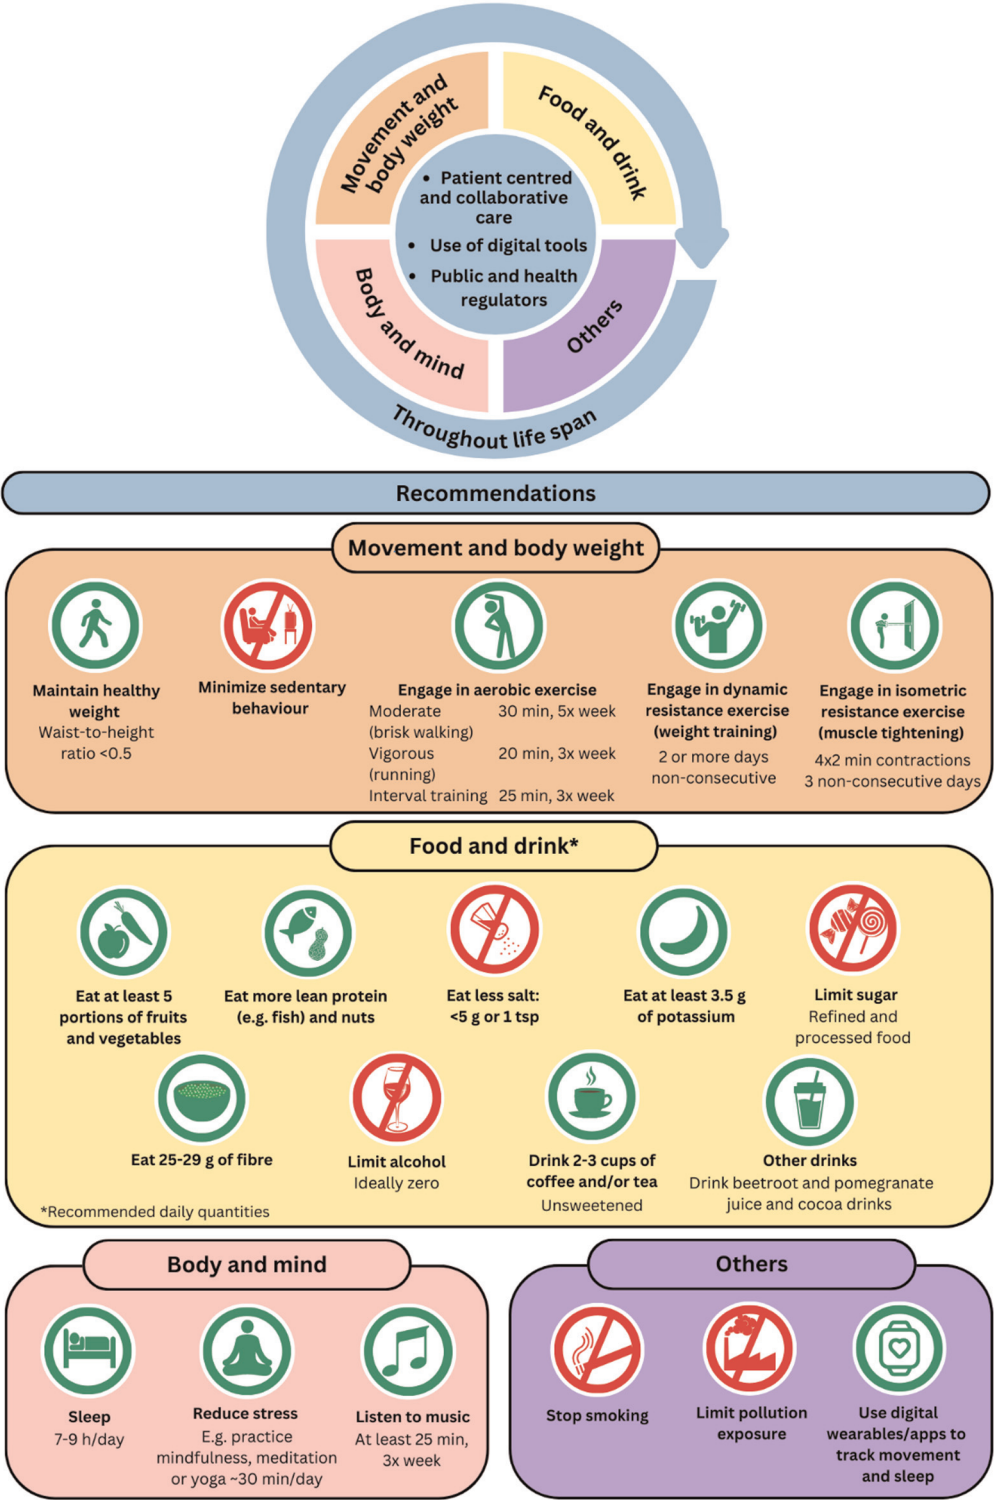 Movement and
body weight
Food and drink
• Patient centred
and collaborative
care
• Use of digital tools
• Public and health
regulators
Body and mind
Others
Throughout life span
Recommendations
Movement and body weight
Maintain healthy
weight
Waist-to-height
ratio <0.5
Minimize sedentary
behaviour
Engage in aerobic exercise
Moderate 30 min, 5x week
(brisk walking)
Vigorous 20 min, 3x week
(running)
Interval training 25 min, 3x week
Engage in dynamic
resistance exercise
(weight training)
2 or more days
non-consecutive
Engage in isometric
resistance exercise
(muscle tightening)
4x2 min contractions
3 non-consecutive days
Food and drink*
Eat at least 5
portions of fruits
and vegetables
Eat more lean protein
(e.g. fish) and nuts
Eat less salt:
<5 g or 1 tsp
Eat at least 3.5 g
of potassium
Limit sugar
Refined and
processed food
Eat 25-29 g of fibre
Limit alcohol
Ideally zero
Drink 2-3 cups of
coffee and/or tea
Unsweetened
Other drinks
Drink beetroot and pomegranate
juice and cocoa drinks
*Recommended daily quantities
Body and mind
Sleep
7-9 h/day
Reduce stress
E.g. practice
mindfulness, meditation
or yoga ~30 min/day
Listen to music
At least 25 min,
3x week
Others
Stop smoking
Limit pollution
exposure
Use digital
wearables/apps to
track movement
and sleep